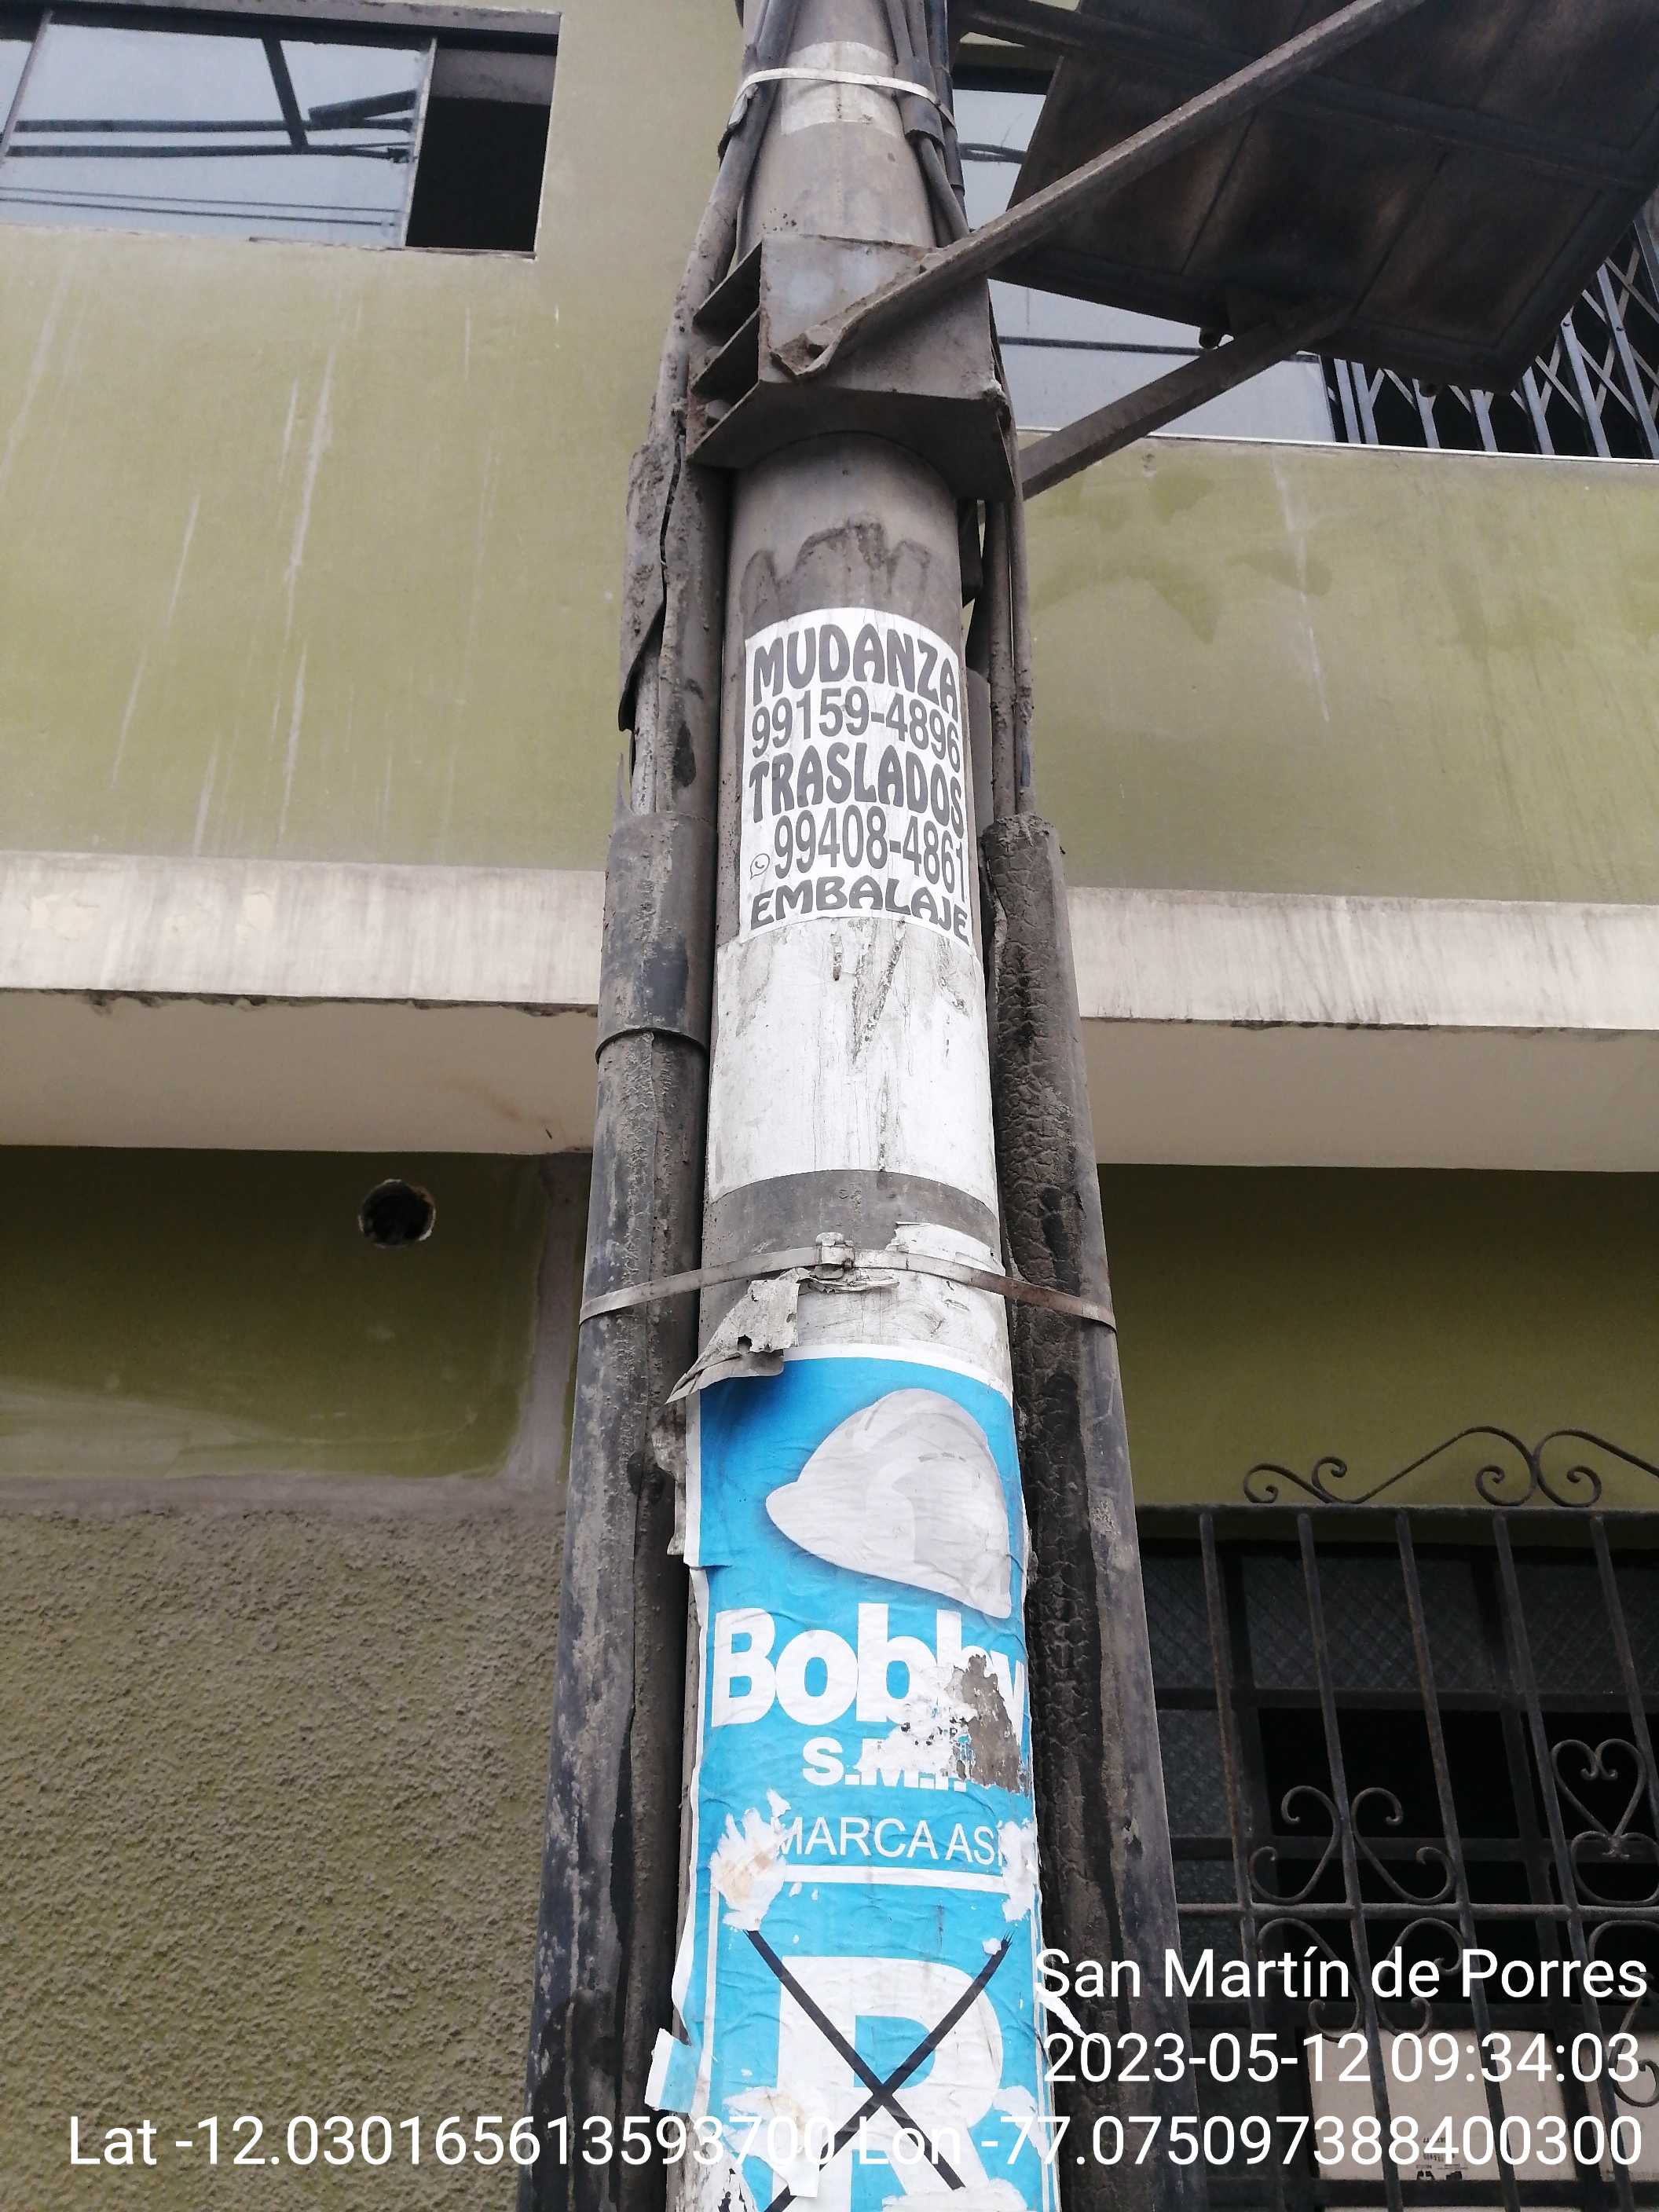 MUDANZA
99159-4896
TRASLADOS
99408-4861
EMBALAJE
Bobby
S.M.P.
MARCA ASÍ
R
San Martín de Porres
2023-05-12 09:34:03
Lat -12.030165613593700 Lon -77.075097388400300